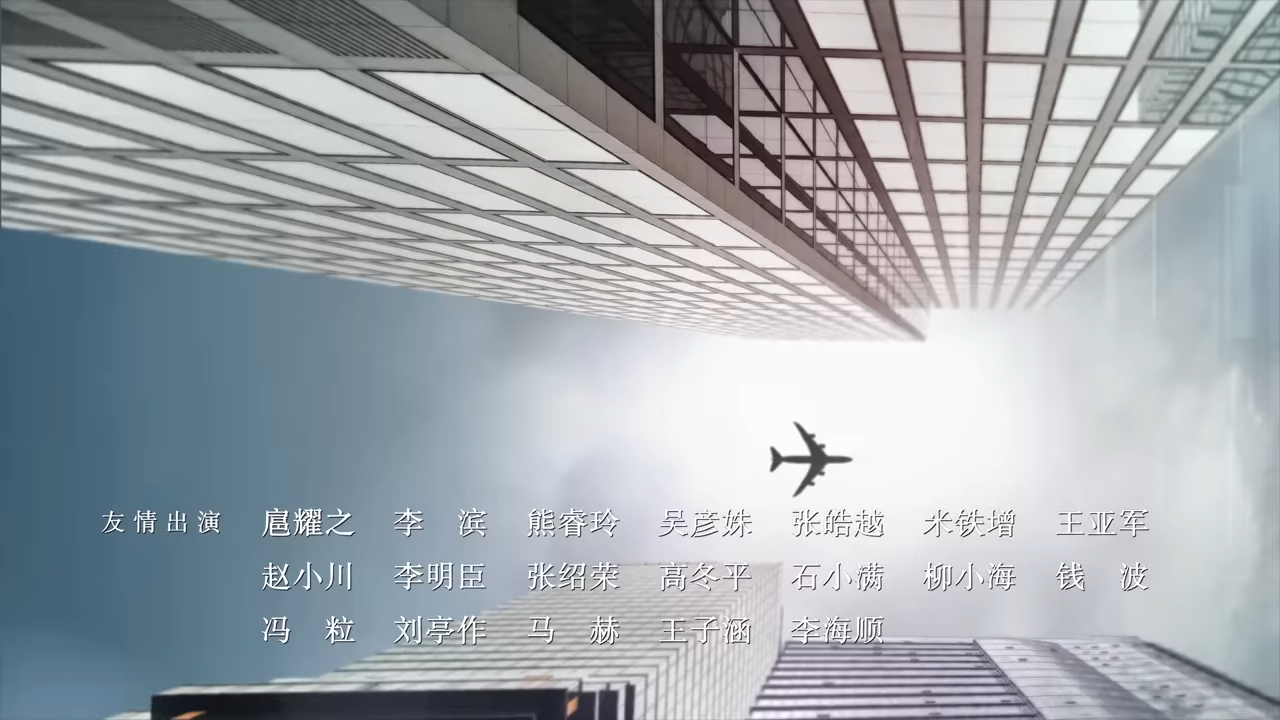 友情出演 扈耀之 李 滨 熊睿玲 吴彦姝 张皓越 米铁增 王亚军
赵小川 李明臣 张绍荣 高冬平 石小满 柳小海 钱 波
冯 粒 刘亭作 马 赫 王子涵 李海顺